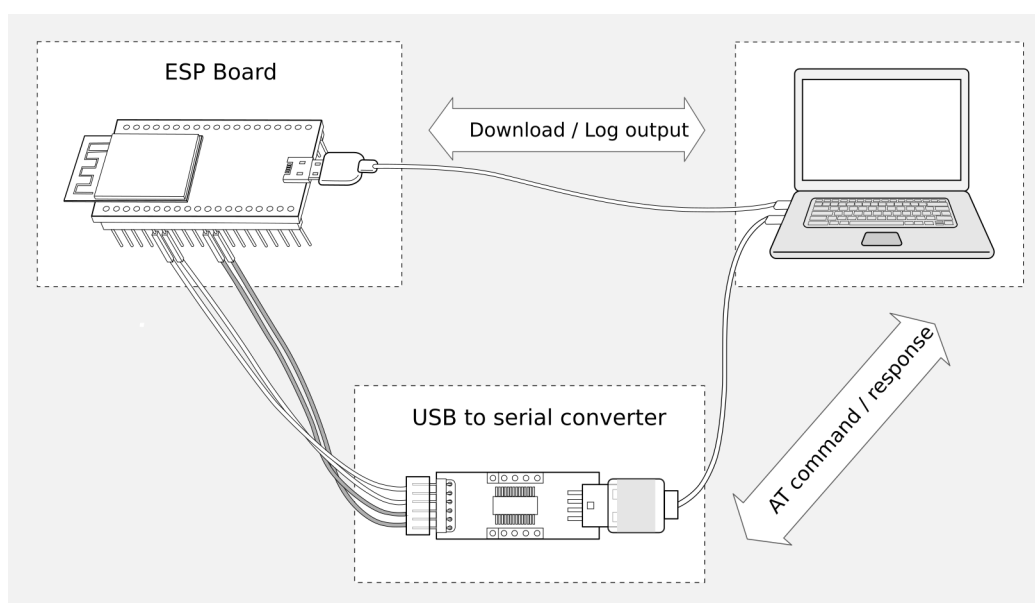 ESP Board
Download / Log output
USB to serial converter
AT command / response